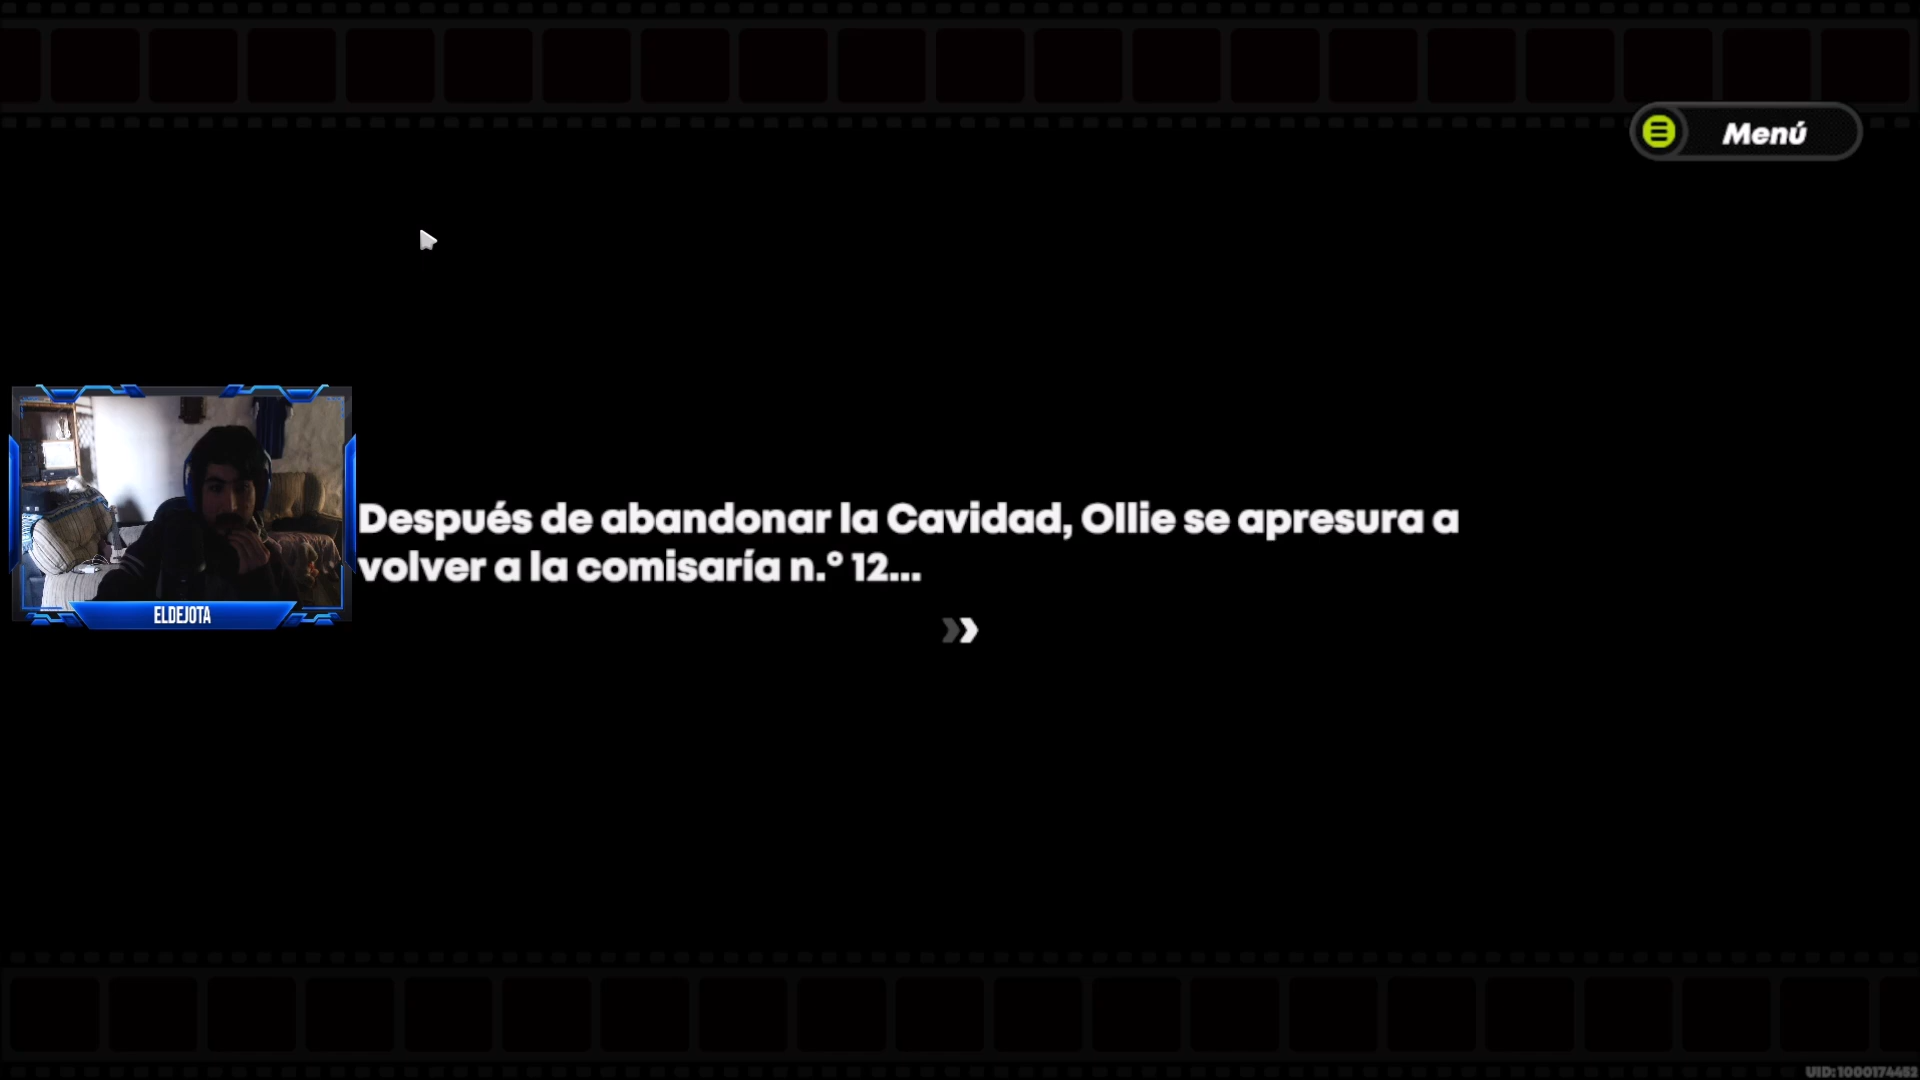 Menú
Después de abandonar la Cavidad, Ollie se apresura a
volver a la comisaría n.º 12...
ELDEJOTA
UID: 1000174452